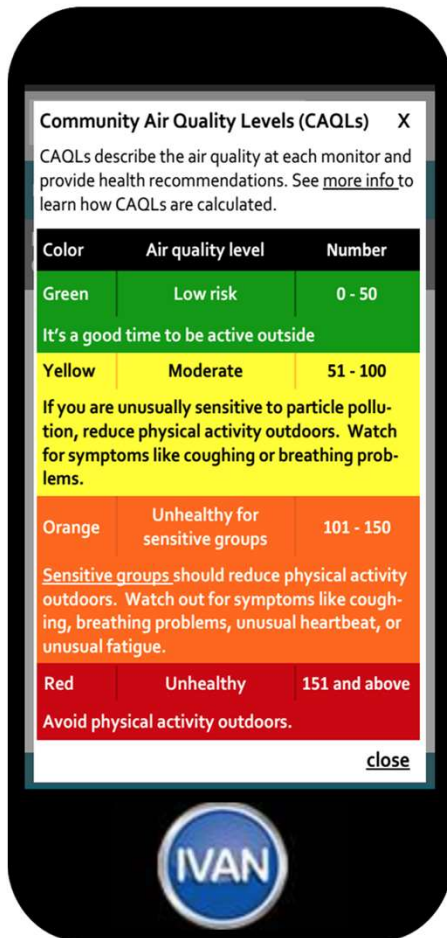 Community Air Quality Levels (CAQLs) X
CAQLs describe the air quality at each monitor and
provide health recommendations. See more info to
learn how CAQLs are calculated.
Color Air quality level Number
Green Low risk 0 - 50
It's a good time to be active outside
Yellow Moderate 51 - 100
If you are unusually sensitive to particle pollu-
tion, reduce physical activity outdoors. Watch
for symptoms like coughing or breathing prob-
lems.
Orange Unhealthy for
sensitive groups 101 - 150
Sensitive groups should reduce physical activity
outdoors. Watch out for symptoms like cough-
ing, breathing problems, unusual heartbeat, or
unusual fatigue.
Red Unhealthy 151 and above
Avoid physical activity outdoors.
close
IVAN